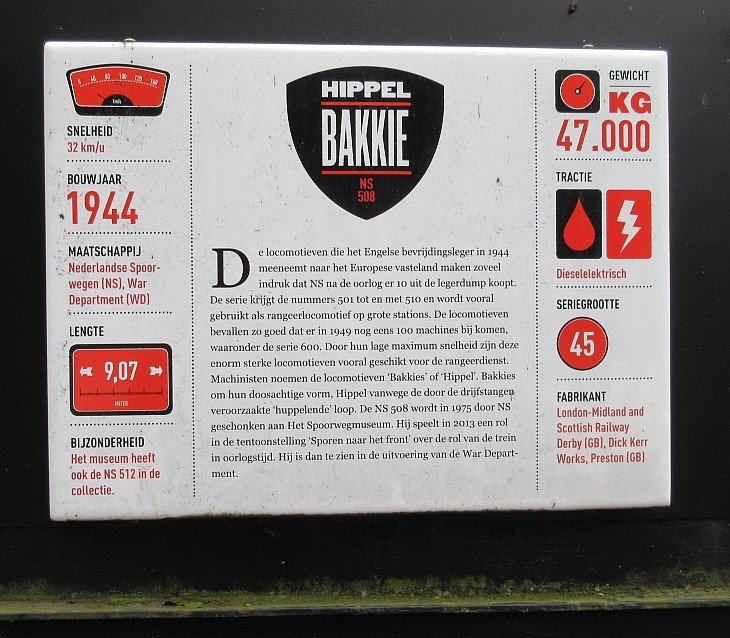 0 40 80 100 120 160
km/h
SNELHEID
32 km/u
BOUWJAAR
1944
MAATSCHAPPIJ
Nederlandse Spoor-
wegen (NS), War
Department (WD)
LENGTE
9,07
METER
BIJZONDERHEID
Het museum heeft
ook de NS 512 in de
collectie.
HIPPEL
BAKKIE
NS
508
De locomotieven die het Engelse bevrijdingsleger in 1944
meeneemt naar het Europese vasteland maken zoveel
indruk dat NS na de oorlog er 10 uit de legerdump koopt.
De serie krijgt de nummers 501 tot en met 510 en wordt vooral
gebruikt als rangeerlocomotief op grote stations. De locomotieven
bevallen zo goed dat er in 1949 nog eens 100 machines bij komen,
waaronder de serie 600. Door hun lage maximum snelheid zijn deze
enorm sterke locomotieven vooral geschikt voor de rangeerdienst.
Machinisten noemen de locomotieven ‘Bakkies’ of ‘Hippel’. Bakkies
om hun doosachtige vorm, Hippel vanwege de door de drijfstangen
veroorzaakte ‘huppelende’ loop. De NS 508 wordt in 1975 door NS
geschonken aan Het Spoorwegmuseum. Hij speelt in 2013 een rol
in de tentoonstelling ‘Sporen naar het front’ over de rol van de trein
in oorlogstijd. Hij is dan te zien in de uitvoering van de War Depart-
ment.
GEWICHT
KG
47.000
TRACTIE
Dieselelektrisch
SERIEGROOTTE
45
FABRIKANT
London-Midland and
Scottish Railway
Derby (GB), Dick Kerr
Works, Preston (GB)